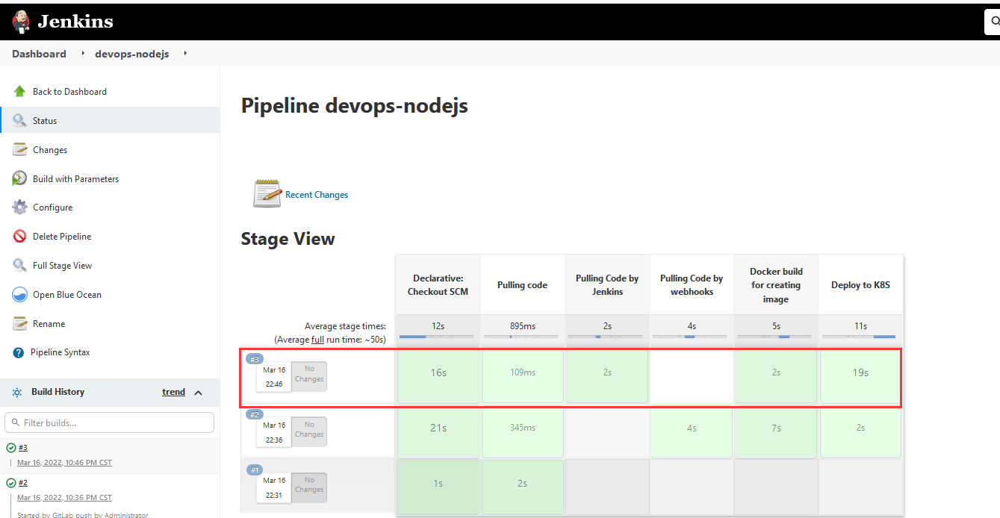 Jenkins
Dashboard
devops-nodejs
Back to Dashboard
Status
Changes
Build with Parameters
Configure
Delete Pipeline
Full Stage View
Open Blue Ocean
Rename
Pipeline Syntax
Build History
trend
Filter builds...
#3
Mar 16, 2022, 10:46 PM CST
#2
Mar 16, 2022, 10:36 PM CST
Started by GitLab push by Administrator
Pipeline devops-nodejs
Recent Changes
Stage View
Declarative:
Checkout SCM
Pulling code
Pulling Code by
Jenkins
Pulling Code by
webhooks
Docker build
for creating
image
Deploy to K8S
Average stage times:
(Average full run time: ~50s)
12s
895ms
2s
4s
5s
11s
#3
Mar 16
22:46
No
Changes
16s
109ms
2s
2s
19s
#2
Mar 16
22:36
No
Changes
21s
345ms
4s
7s
2s
#1
Mar 16
22:31
No
Changes
1s
2s